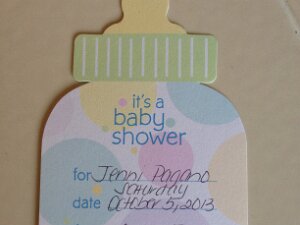 it's a
baby
shower
for Jenni Pagano
Saturday
date October 5, 2013